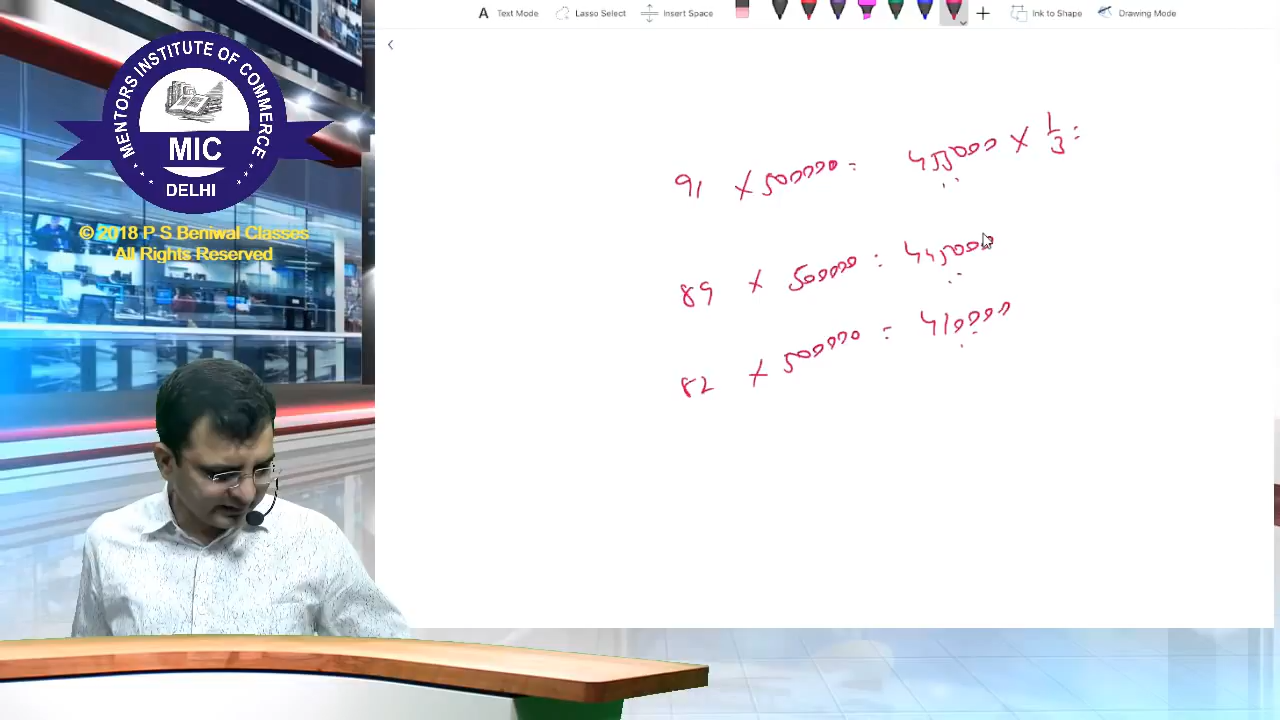 A Text Mode Lasso Select Insert Space + Ink to Shape Drawing Mode
MENTORS INSTITUTE OF COMMERCE
MIC
DELHI
© 2018 P S Beniwal Classes
All Rights Reserved
91 × 500000 = 455000 × 1/3 =
89 × 500000 = 445000
82 × 500000 = 410000